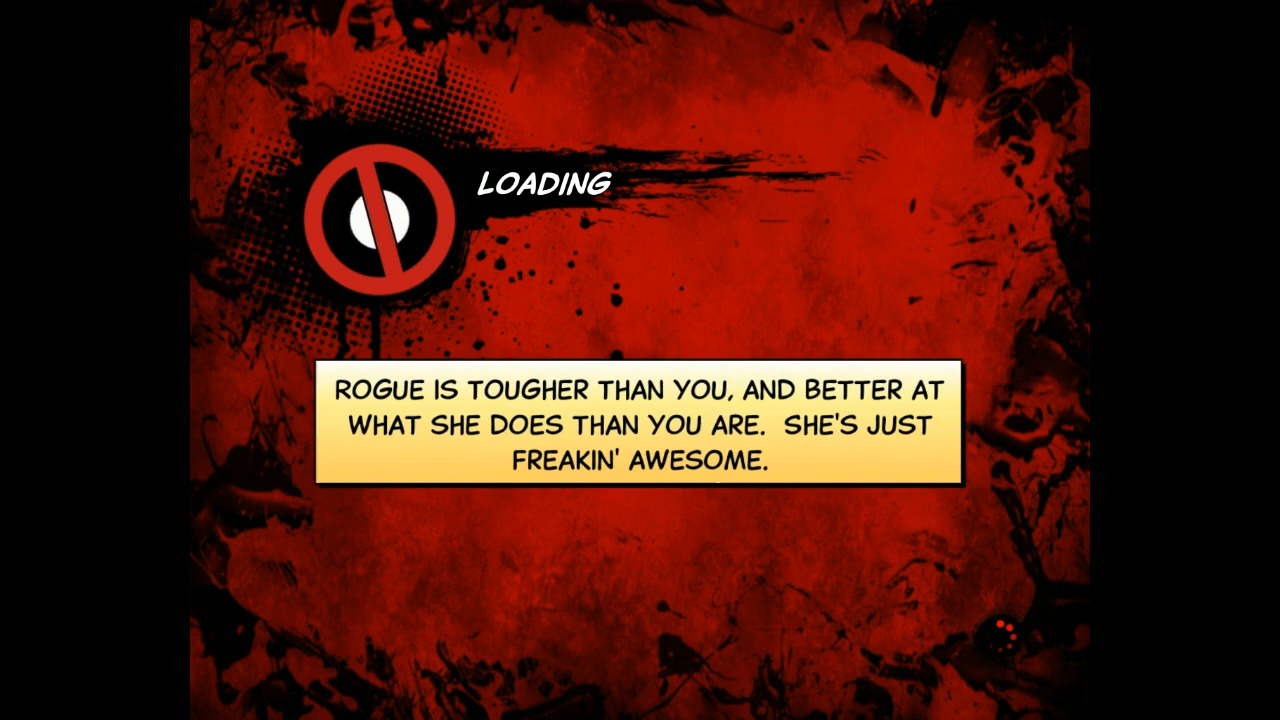 LOADING
ROGUE IS TOUGHER THAN YOU, AND BETTER AT
WHAT SHE DOES THAN YOU ARE.  SHE'S JUST
FREAKIN' AWESOME.